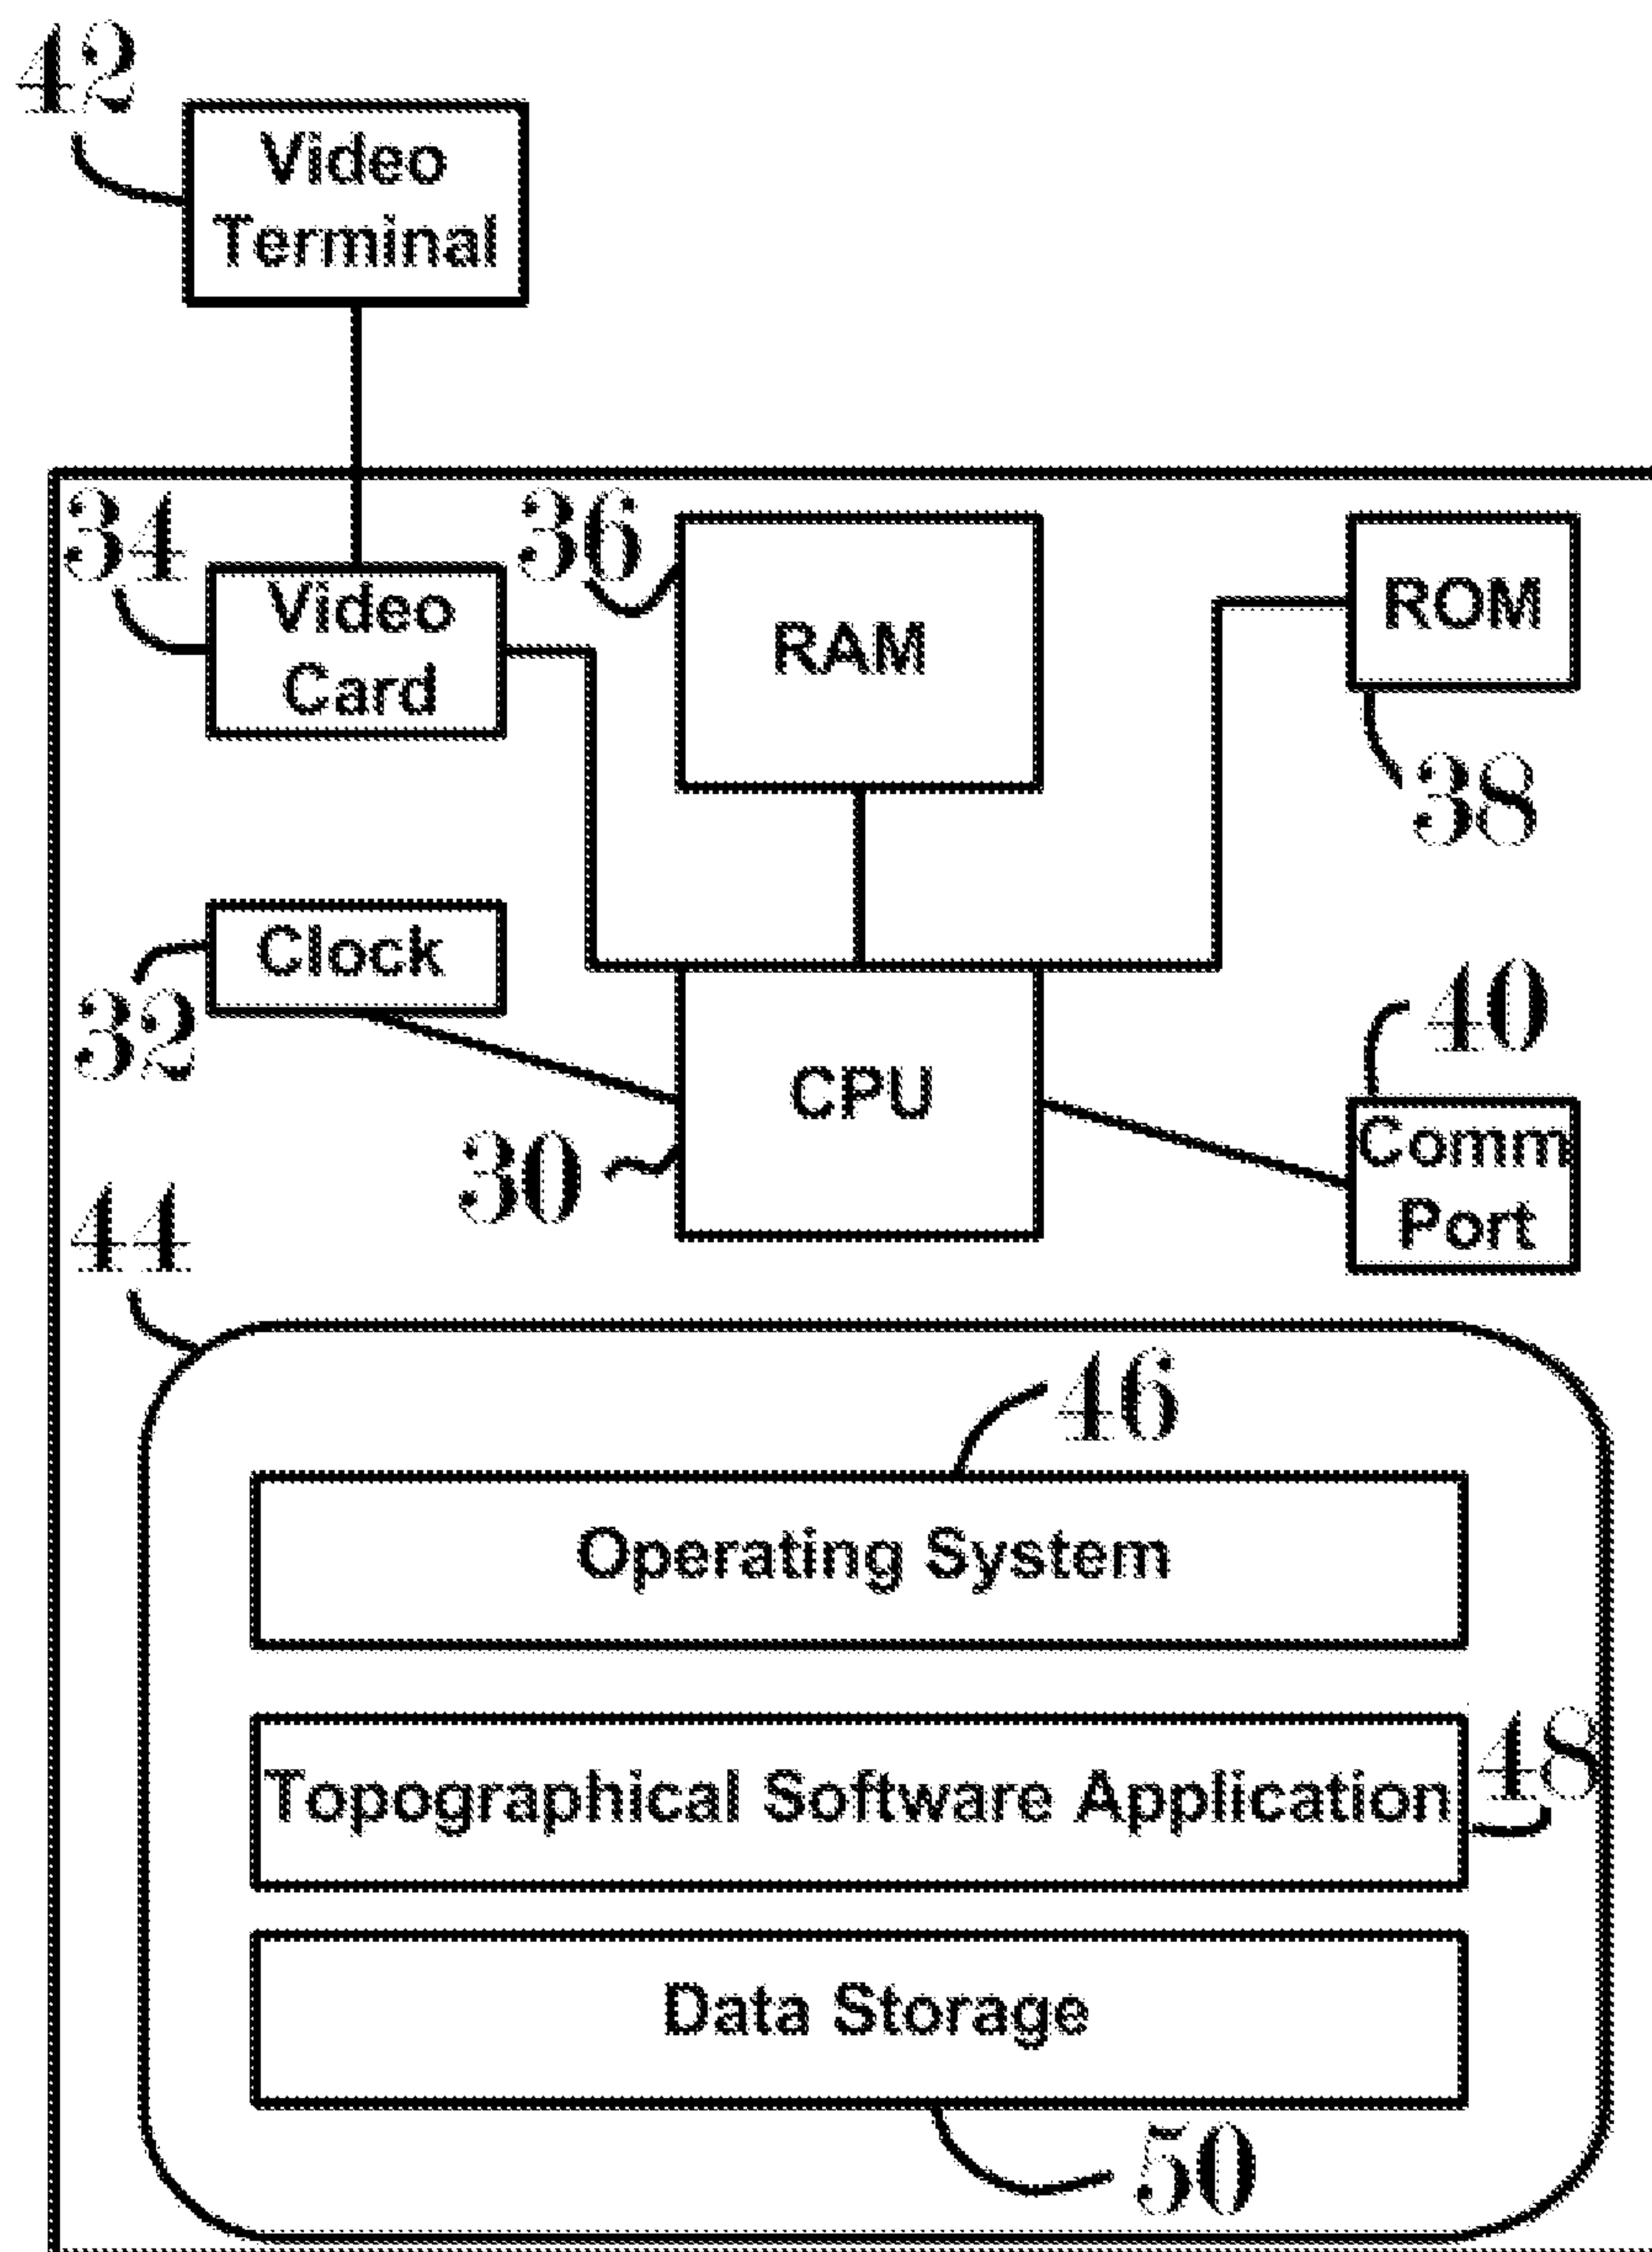 42
Video
Terminal
34
Video
Card
36
RAM
ROM
38
Clock
32
CPU
30
40
Comm
Port
44
46
Operating System
Topographical Software Application
48
Data Storage
50